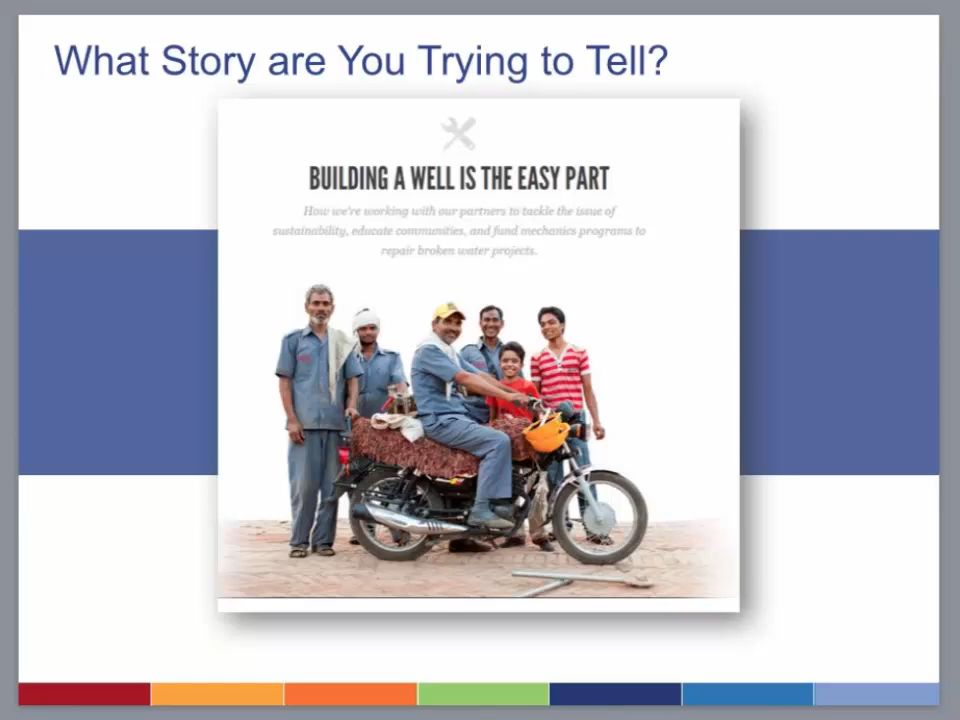 What Story are You Trying to Tell?
BUILDING A WELL IS THE EASY PART
How we're working with our partners to tackle the issue of
sustainability, educate communities, and fund mechanics programs to
repair broken water projects.